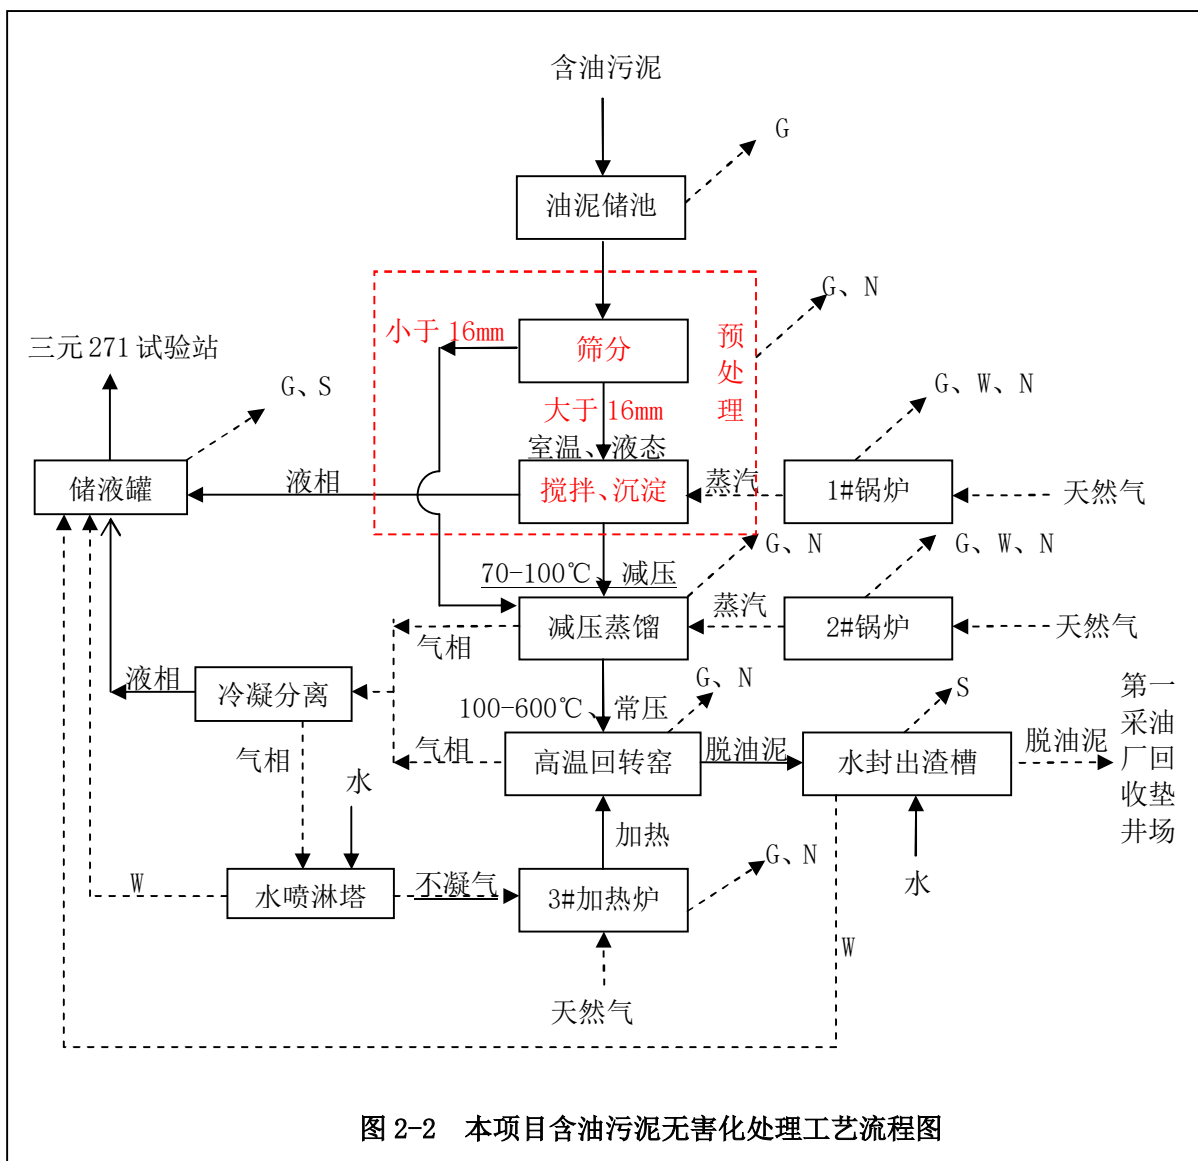 含油污泥
G
油泥储池
G、N
小于 16mm
筛分
预处理
三元 271 试验站
G、S
大于 16mm
G、W、N
室温、液态
储液罐
液相
搅拌、沉淀
蒸汽
1#锅炉
天然气
G、N
G、W、N
70-100℃、减压
减压蒸馏
蒸汽
2#锅炉
天然气
气相
液相
冷凝分离
G、N
S
第一采油厂回收垫井场
100-600℃、常压
气相
气相
高温回转窑
脱油泥
水封出渣槽
脱油泥
水
加热
G、N
W
水喷淋塔
不凝气
3#加热炉
水
W
天然气
图 2-2 本项目含油污泥无害化处理工艺流程图